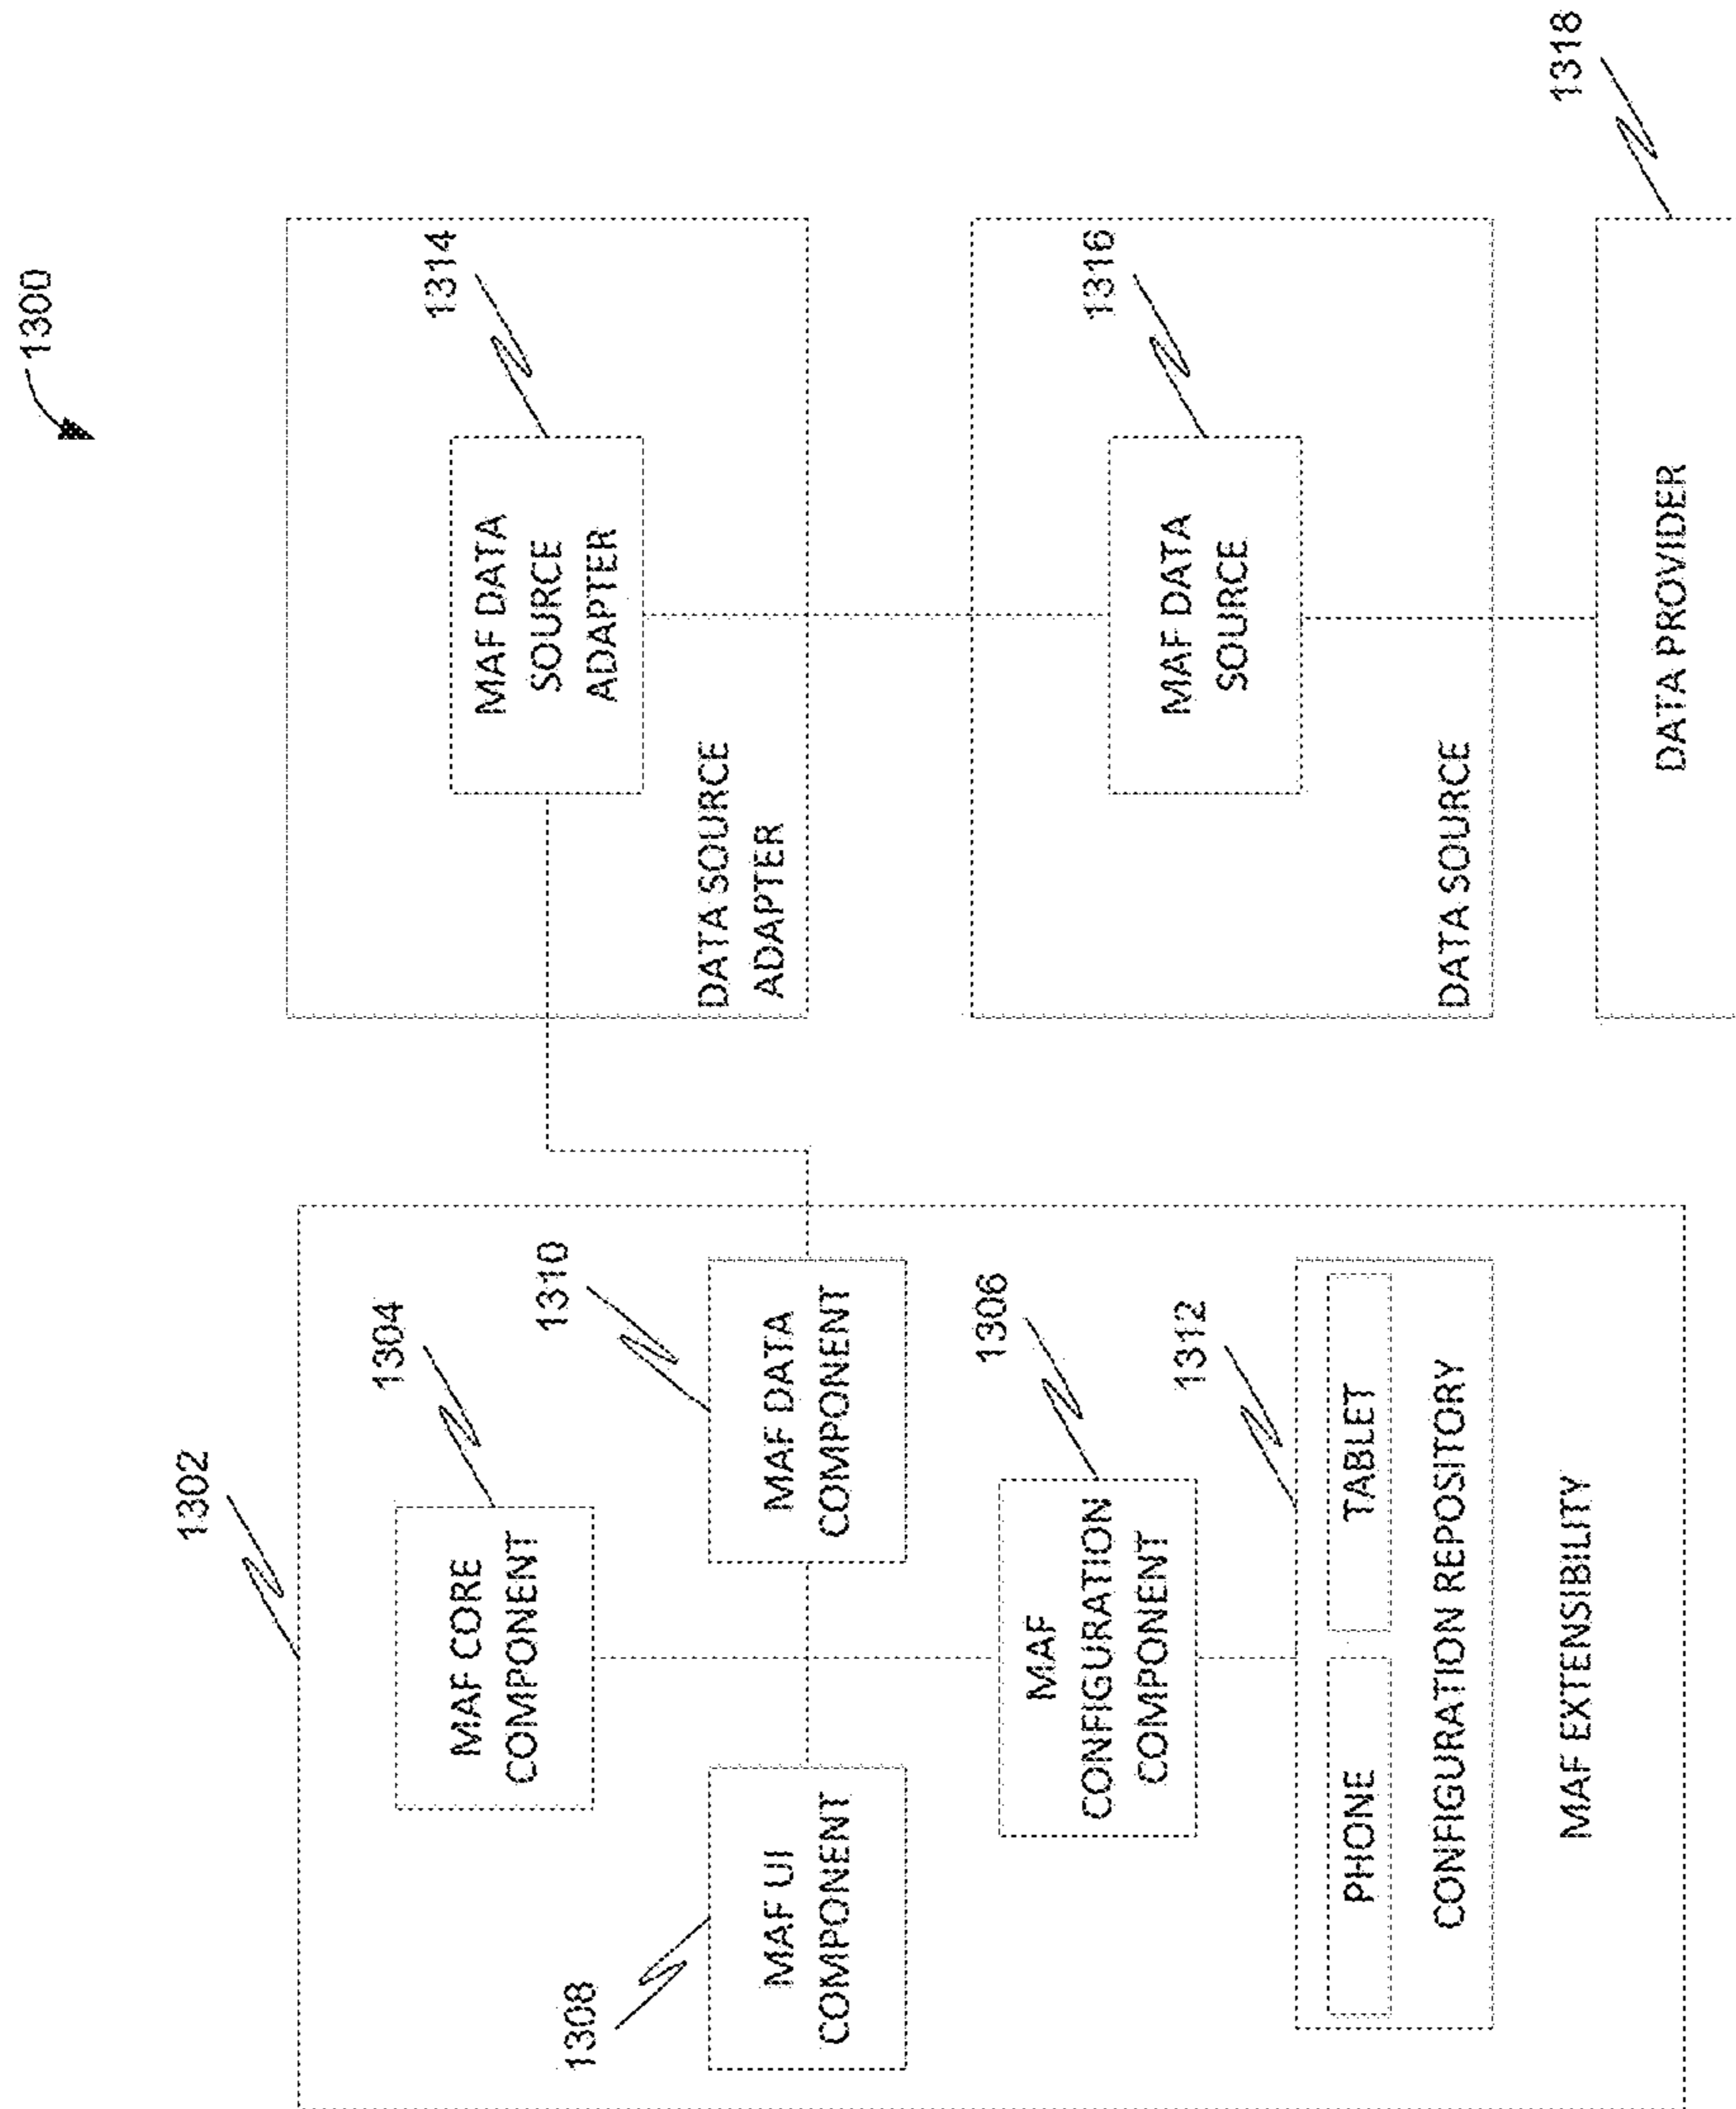 1300
1302
1304
MAF CORE
COMPONENT
1308
MAF UI
COMPONENT
1310
MAF DATA
COMPONENT
1306
MAF
CONFIGURATION
COMPONENT
1312
PHONE
TABLET
CONFIGURATION REPOSITORY
MAF EXTENSIBILITY
1314
MAF DATA
SOURCE
ADAPTER
DATA SOURCE
ADAPTER
1316
MAF DATA
SOURCE
DATA SOURCE
1318
DATA PROVIDER